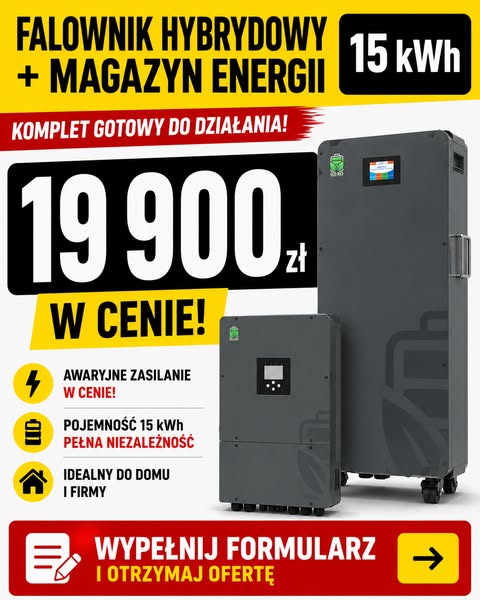 FALOWNIK HYBRYDOWY
+ MAGAZYN ENERGII
15 kWh
KOMPLET GOTOWY DO DZIAŁANIA!
19 900 zł
W CENIE!
AWARYJNE ZASILANIE
W CENIE!
POJEMNOŚĆ 15 kWh
PEŁNA NIEZALEŻNOŚĆ
IDEALNY DO DOMU
I FIRMY
WYPEŁNIJ FORMULARZ
I OTRZYMAJ OFERTĘ